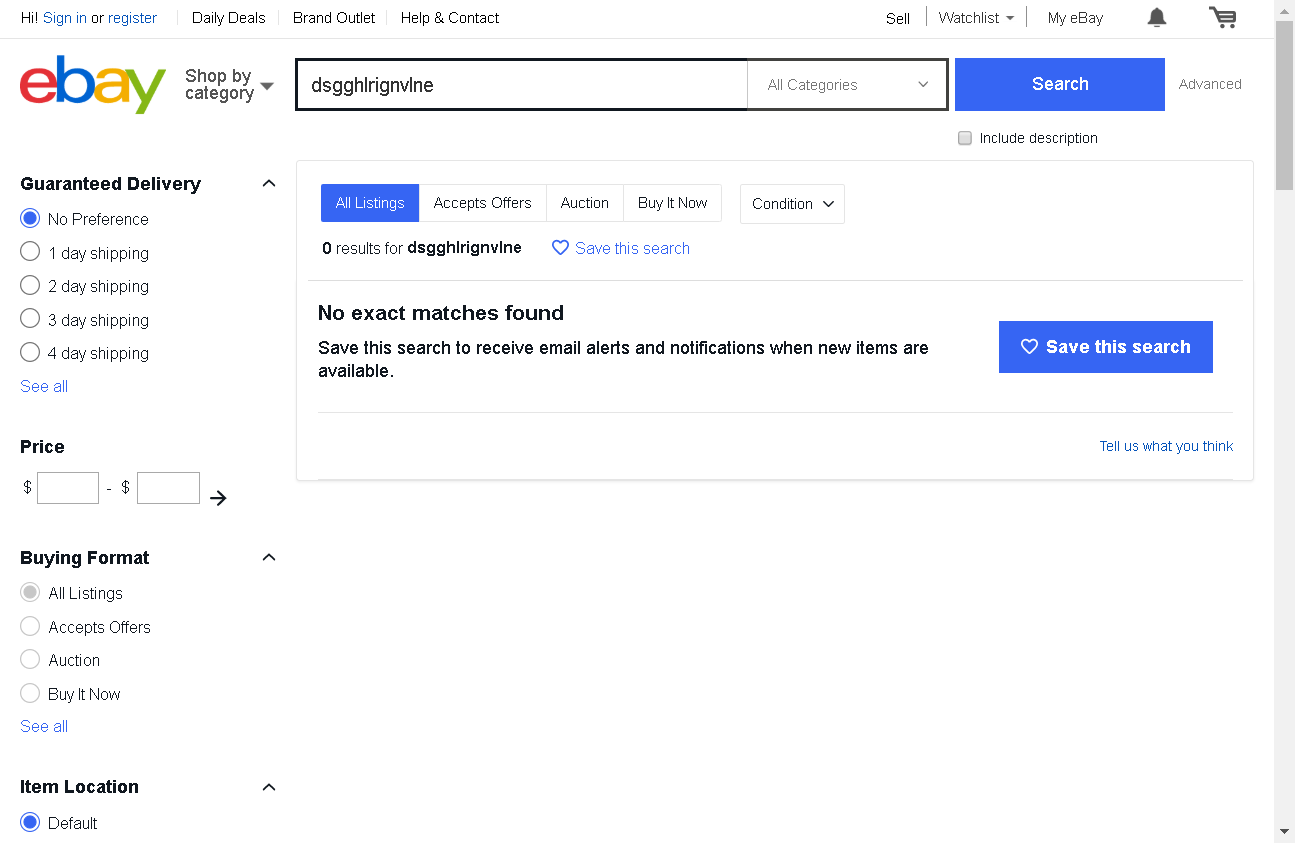 Hi! Sign in or register
Daily Deals
Brand Outlet
Help & Contact
Sell
Watchlist
My eBay
ebay
Shop by
category
dsgghlrignvlne
All Categories
Search
Advanced
Include description
Guaranteed Delivery
No Preference
1 day shipping
2 day shipping
3 day shipping
4 day shipping
See all
Price
$ - $
Buying Format
All Listings
Accepts Offers
Auction
Buy It Now
See all
Item Location
Default
All Listings
Accepts Offers
Auction
Buy It Now
Condition
0 results for dsgghlrignvlne
Save this search
No exact matches found
Save this search to receive email alerts and notifications when new items are
available.
Save this search
Tell us what you think